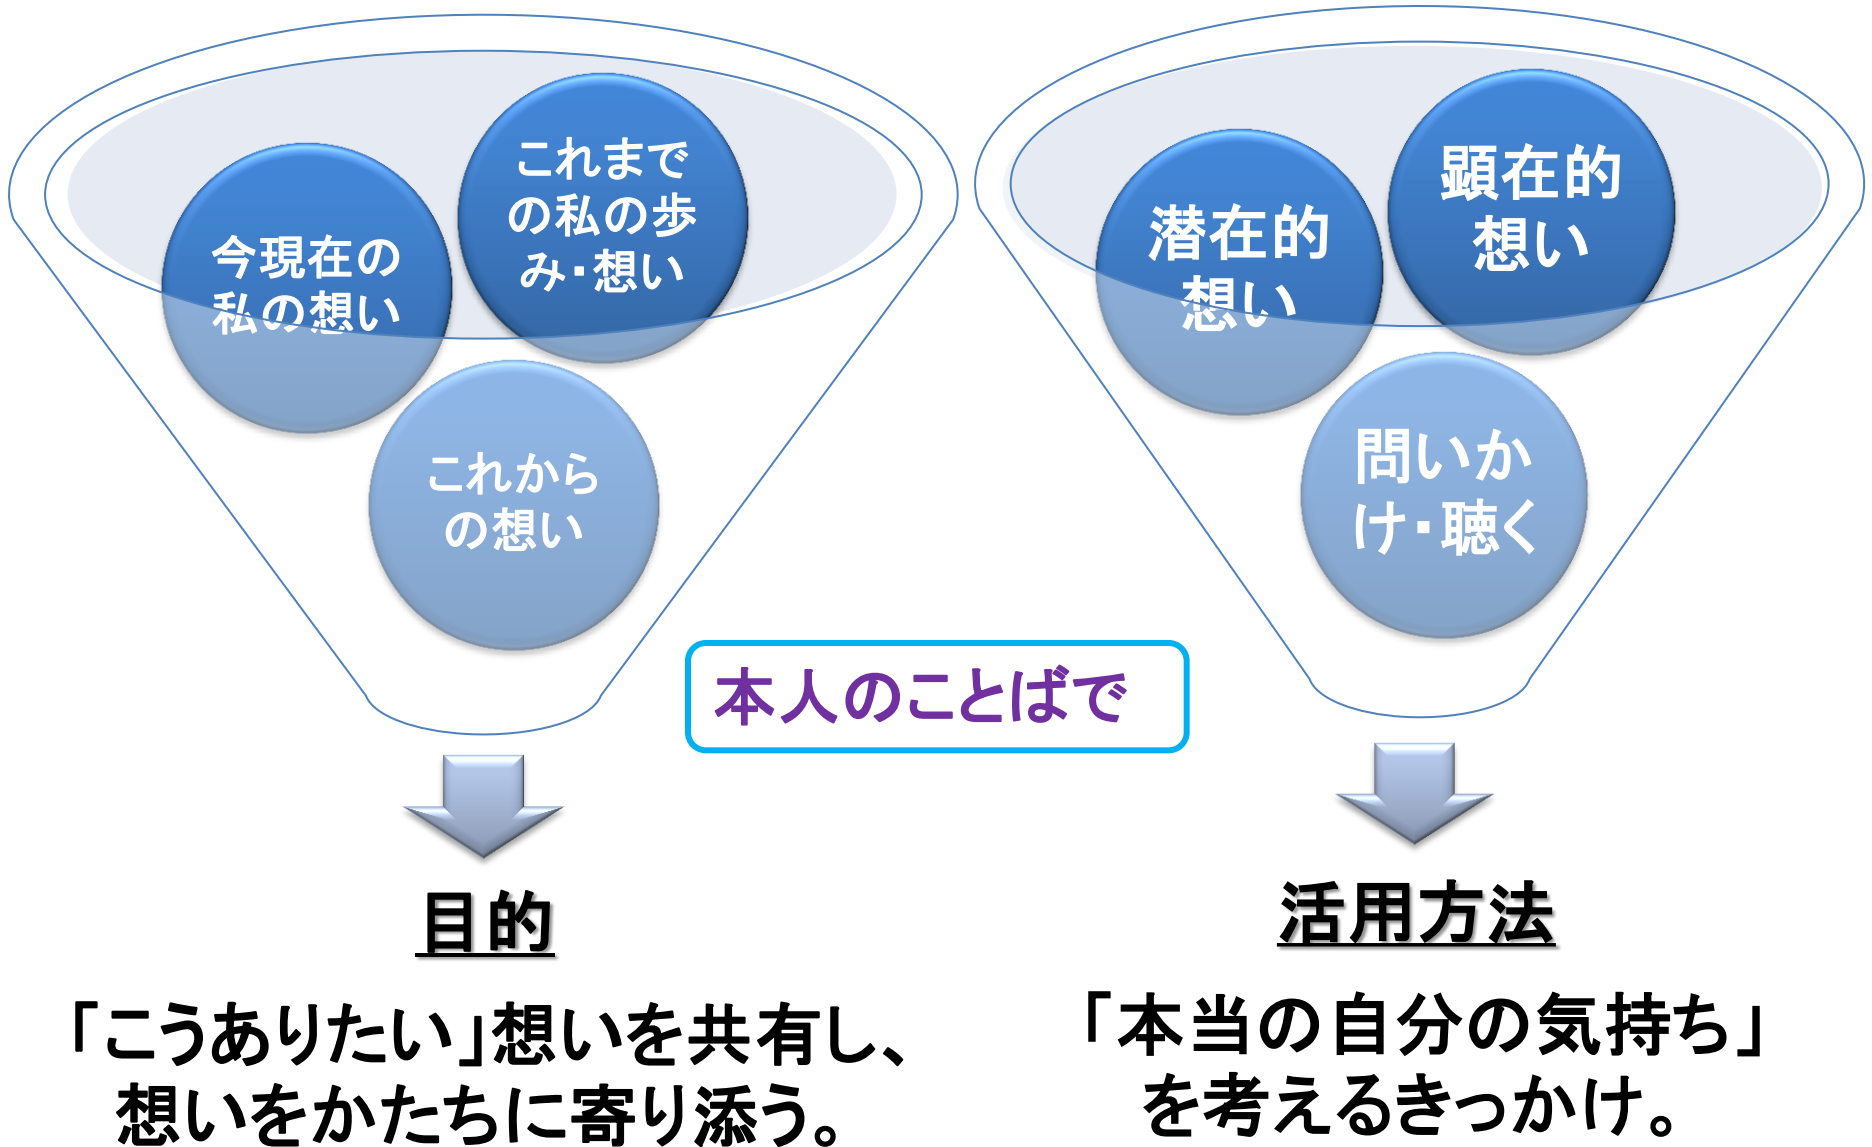 これまで
の私の歩
み・想い
今現在の
私の想い
これから
の想い
顕在的
想い
潜在的
想い
問いか
け・聴く
本人のことばで
目的
「こうありたい」想いを共有し、
想いをかたちに寄り添う。
活用方法
「本当の自分の気持ち」
を考えるきっかけ。